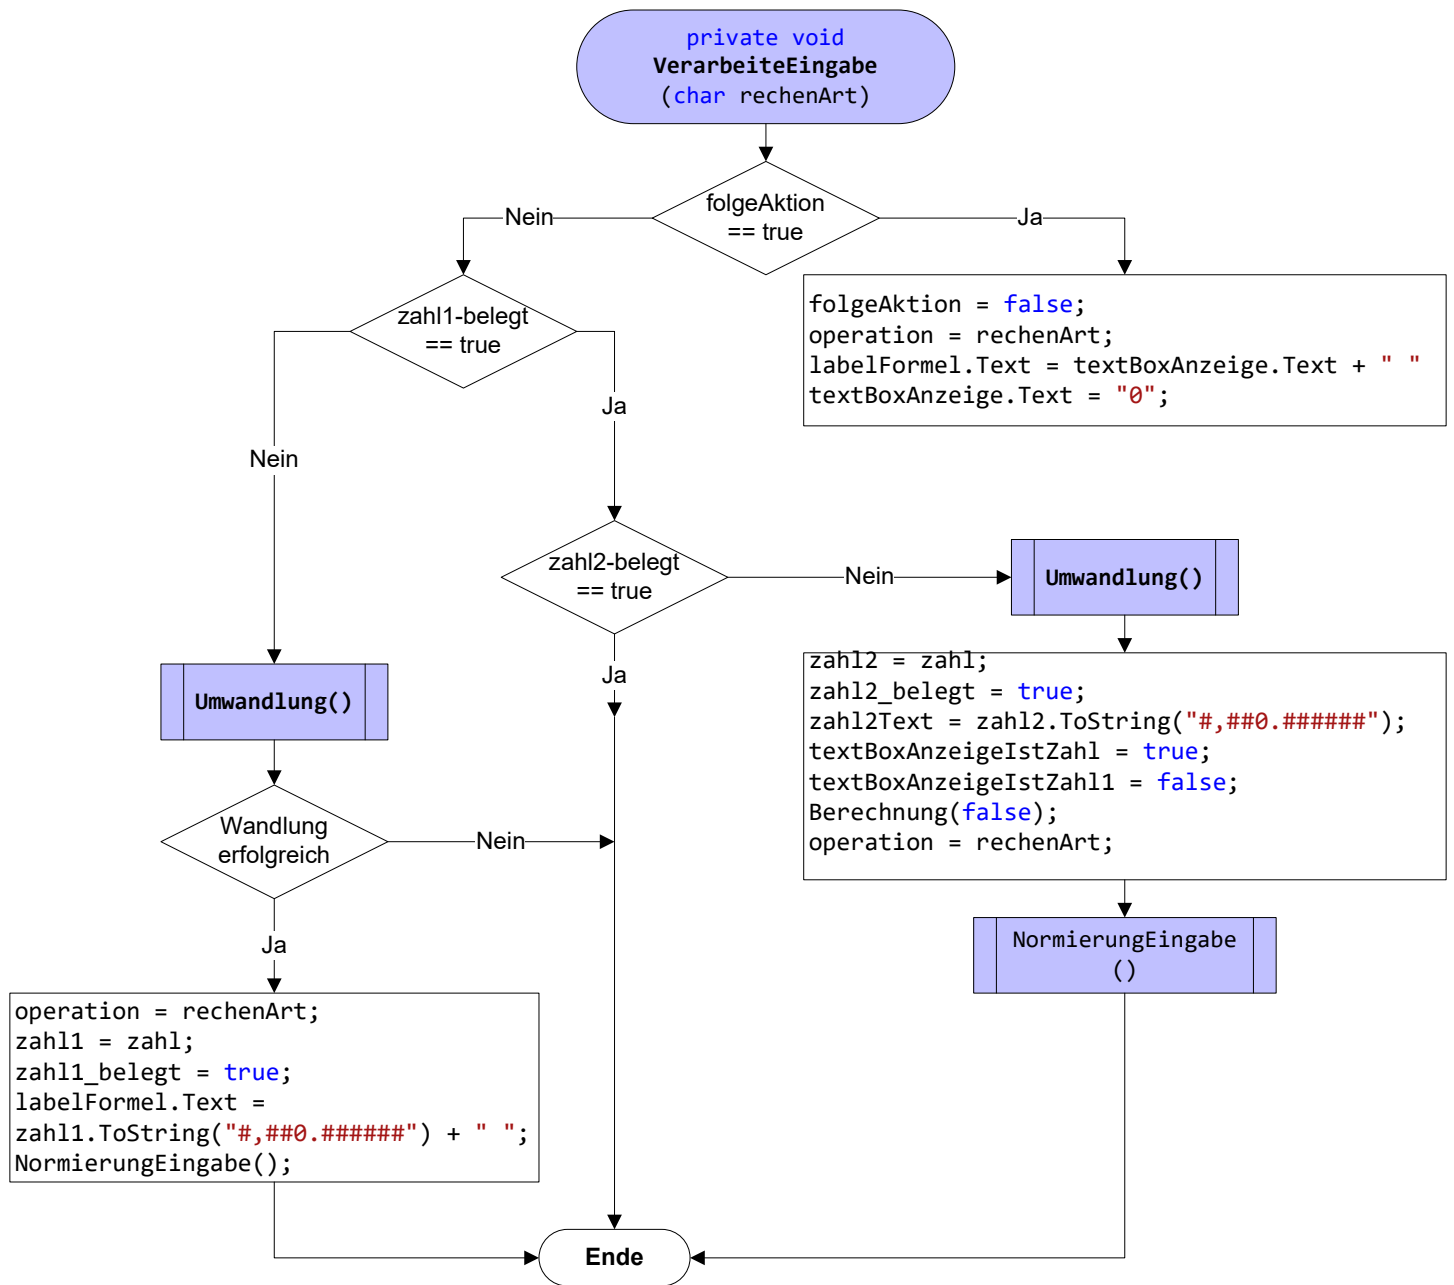 private void
VerarbeiteEingabe
(char rechenArt)
folgeAktion
== true
Nein
Ja
folgeAktion = false;
operation = rechenArt;
labelFormel.Text = textBoxAnzeige.Text + " "
textBoxAnzeige.Text = "0";
zahl1-belegt
== true
Ja
Nein
zahl2-belegt
== true
Nein
Umwandlung()
Ja
zahl2 = zahl;
zahl2_belegt = true;
zahl2Text = zahl2.ToString("#,##0.######");
textBoxAnzeigeIstZahl = true;
textBoxAnzeigeIstZahl1 = false;
Berechnung(false);
operation = rechenArt;
Umwandlung()
Wandlung
erfolgreich
Nein
Ja
NormierungEingabe
()
operation = rechenArt;
zahl1 = zahl;
zahl1_belegt = true;
labelFormel.Text =
zahl1.ToString("#,##0.######") + " ";
NormierungEingabe();
Ende